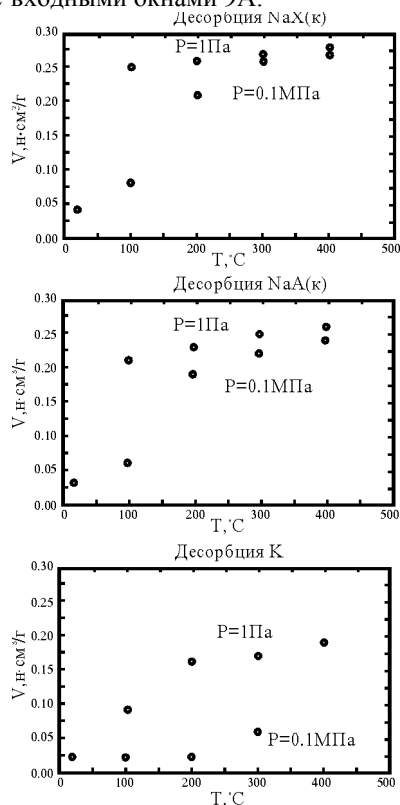 с входными окнами 9А.
Десорбция NaX(к)
0.30
P=1Па
0.25
P=0.1МПа
0.20
V,н·см³/г
0.15
0.10
0.05
0.00
0 100 200 300 400 500
T,°C
Десорбция NaA(к)
0.30
P=1Па
0.25
0.20
P=0.1МПа
V,н·см³/г
0.15
0.10
0.05
0.00
0 100 200 300 400 500
T,°C
Десорбция К
0.30
0.25
P=1Па
0.20
V,н·см³/г
0.15
0.10
0.05
P=0.1МПа
0.00
0 100 200 300 400 500
T.°C